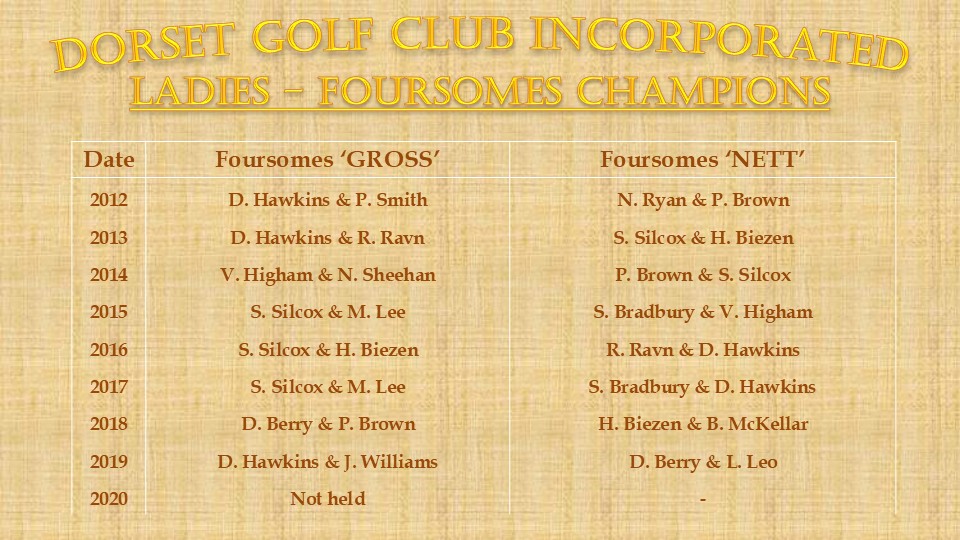 DORSET GOLF CLUB INCORPORATED
LADIES – FOURSOMES CHAMPIONS
Date Foursomes ‘GROSS’ Foursomes ‘NETT’
2012 D. Hawkins & P. Smith N. Ryan & P. Brown
2013 D. Hawkins & R. Ravn S. Silcox & H. Biezen
2014 V. Higham & N. Sheehan P. Brown & S. Silcox
2015 S. Silcox & M. Lee S. Bradbury & V. Higham
2016 S. Silcox & H. Biezen R. Ravn & D. Hawkins
2017 S. Silcox & M. Lee S. Bradbury & D. Hawkins
2018 D. Berry & P. Brown H. Biezen & B. McKellar
2019 D. Hawkins & J. Williams D. Berry & L. Leo
2020 Not held -